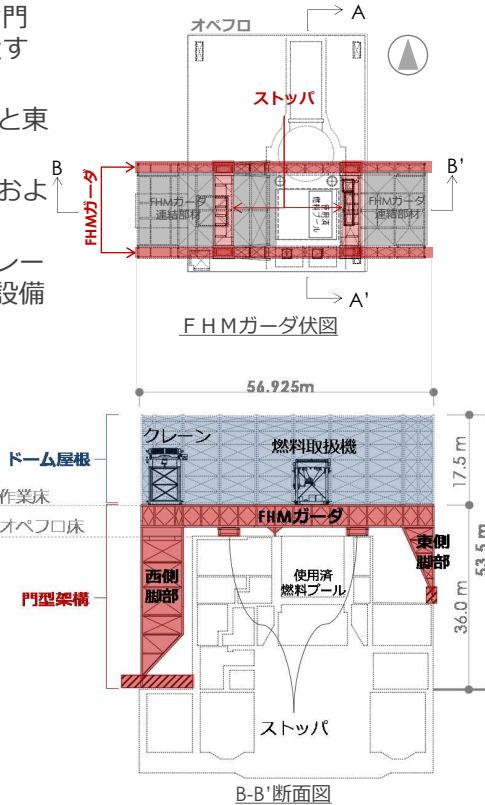 門
す
と東
およ
レー
設備
A
オペフロ
ストッパ
B
B'
FHMガーダ
FHMガーダ
連結部材
使用済
燃料プール
FHMガーダ
連結部材
A'
ＦＨＭガーダ伏図
56.925m
クレーン
燃料取扱機
ドーム屋根
17.5 m
作業床
FHMガーダ
オペフロ床
東側
脚部
53.5 m
西側
脚部
使用済
燃料プール
門型架構
36.0 m
ストッパ
B-B'断面図